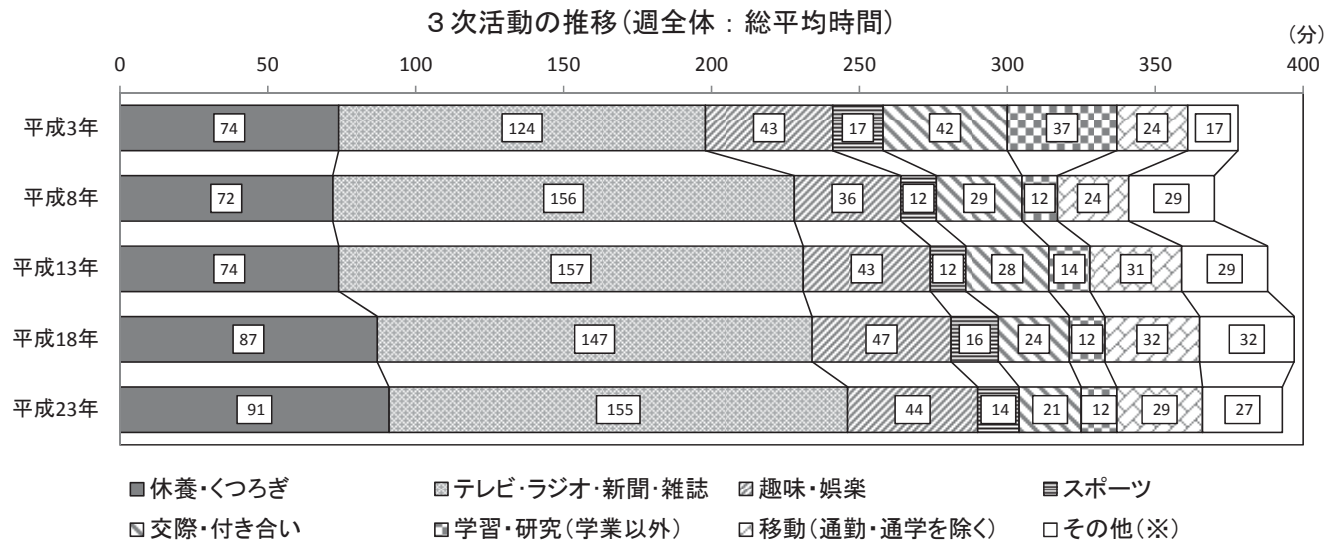 3次活動の推移(週全体：総平均時間)
(分)
0 50 100 150 200 250 300 350 400
平成3年 74 124 43 17 42 37 24 17
平成8年 72 156 36 12 29 12 24 29
平成13年 74 157 43 12 28 14 31 29
平成18年 87 147 47 16 24 12 32 32
平成23年 91 155 44 14 21 12 29 27
休養・くつろぎ テレビ・ラジオ・新聞・雑誌 趣味・娯楽 スポーツ
交際・付き合い 学習・研究(学業以外) 移動(通勤・通学を除く) その他(※)